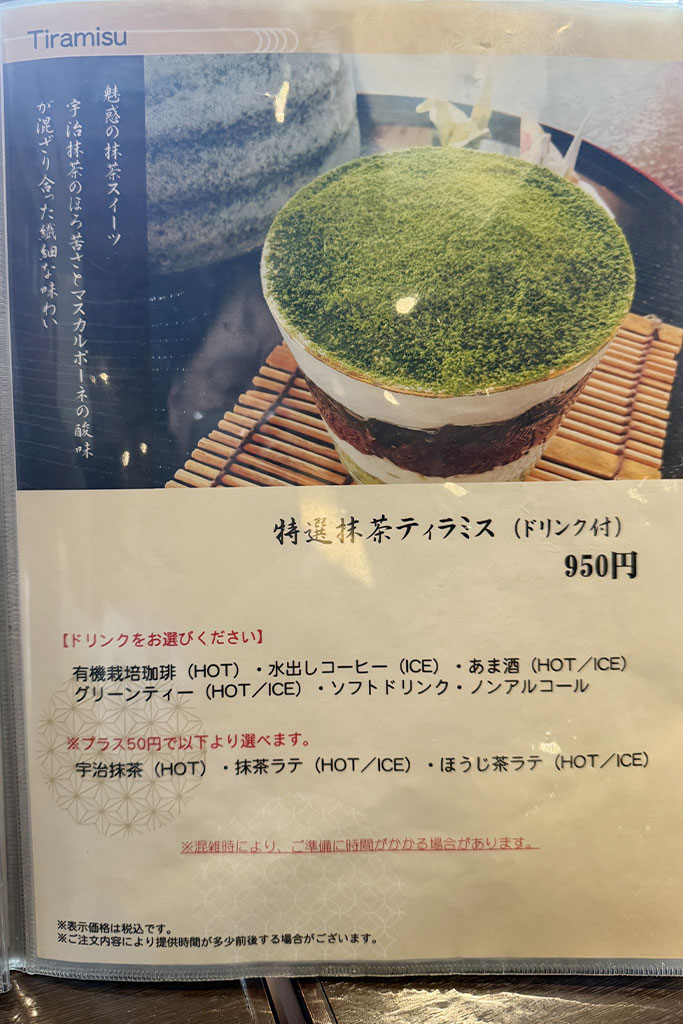 Tiramisu
魅惑の抹茶スイーツ
宇治抹茶のほろ苦さとマスカルポーネの酸味
が混ざり合った繊細な味わい
特選抹茶ティラミス（ドリンク付）
950円
【ドリンクをお選びください】
有機栽培珈琲（HOT）・水出しコーヒー（ICE）・あま酒（HOT／ICE）
グリーンティー（HOT／ICE）・ソフトドリンク・ノンアルコール
※プラス50円で以下より選べます。
宇治抹茶（HOT）・抹茶ラテ（HOT／ICE）・ほうじ茶ラテ（HOT／ICE）
※混雑時により、ご準備に時間がかかる場合があります。
※表示価格は税込です。
※ご注文内容により提供時間が多少前後する場合がございます。